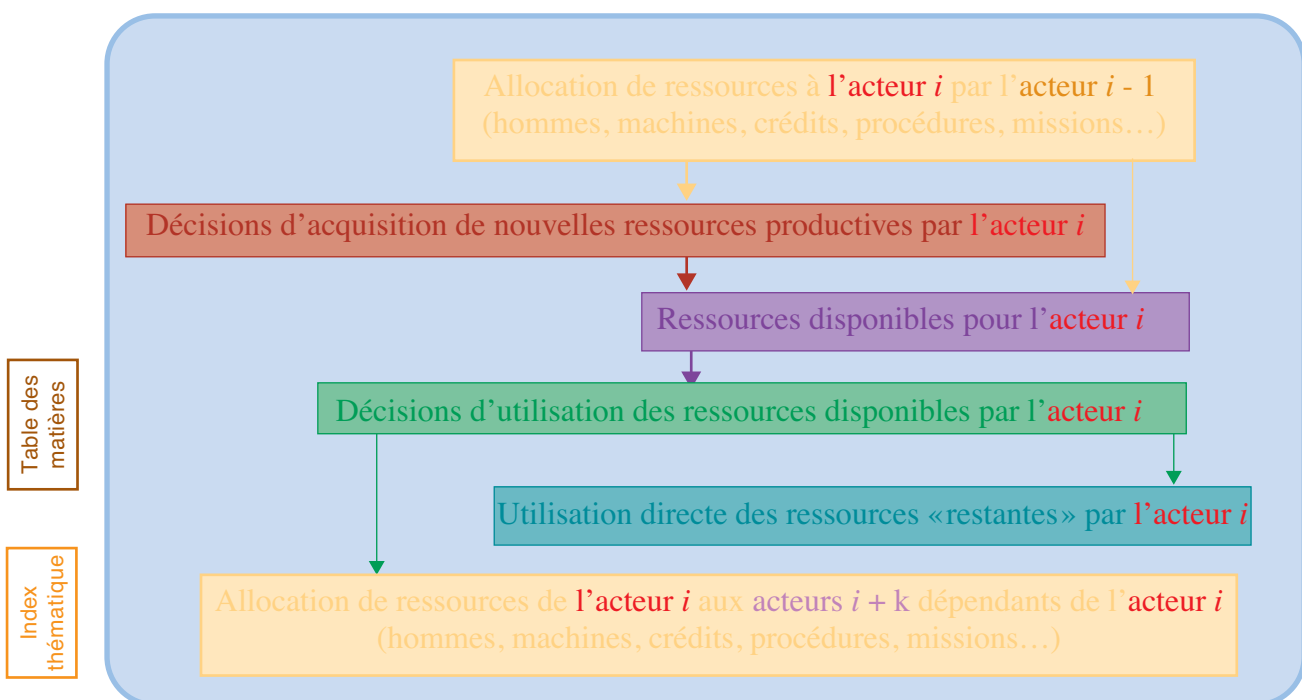 Allocation de ressources à l’acteur i par l’acteur i - 1
(hommes, machines, crédits, procédures, missions…)
Décisions d’acquisition de nouvelles ressources productives par l’acteur i
Ressources disponibles pour l’acteur i
Décisions d’utilisation des ressources disponibles par l’acteur i
Utilisation directe des ressources «restantes» par l’acteur i
Allocation de ressources de l’acteur i aux acteurs i + k dépendants de l’acteur i
(hommes, machines, crédits, procédures, missions…)
Table des
matières
Index
thématique